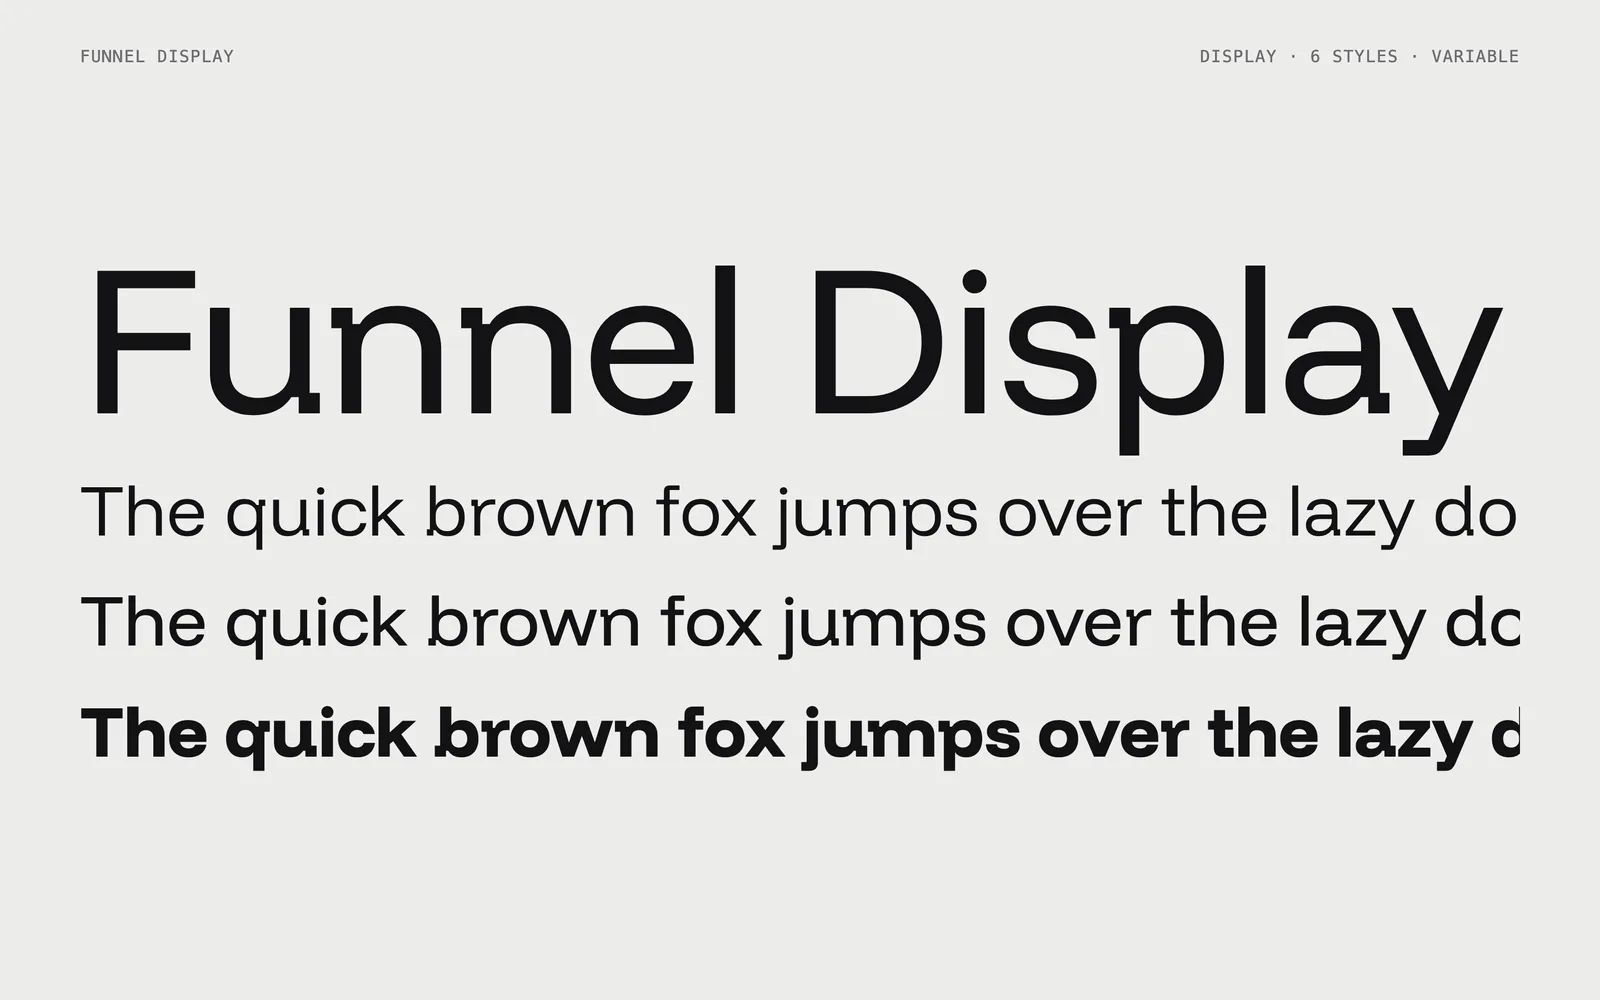 FUNNEL DISPLAY
DISPLAY · 6 STYLES · VARIABLE
Funnel Display
The quick brown fox jumps over the lazy do
The quick brown fox jumps over the lazy do
The quick brown fox jumps over the lazy d